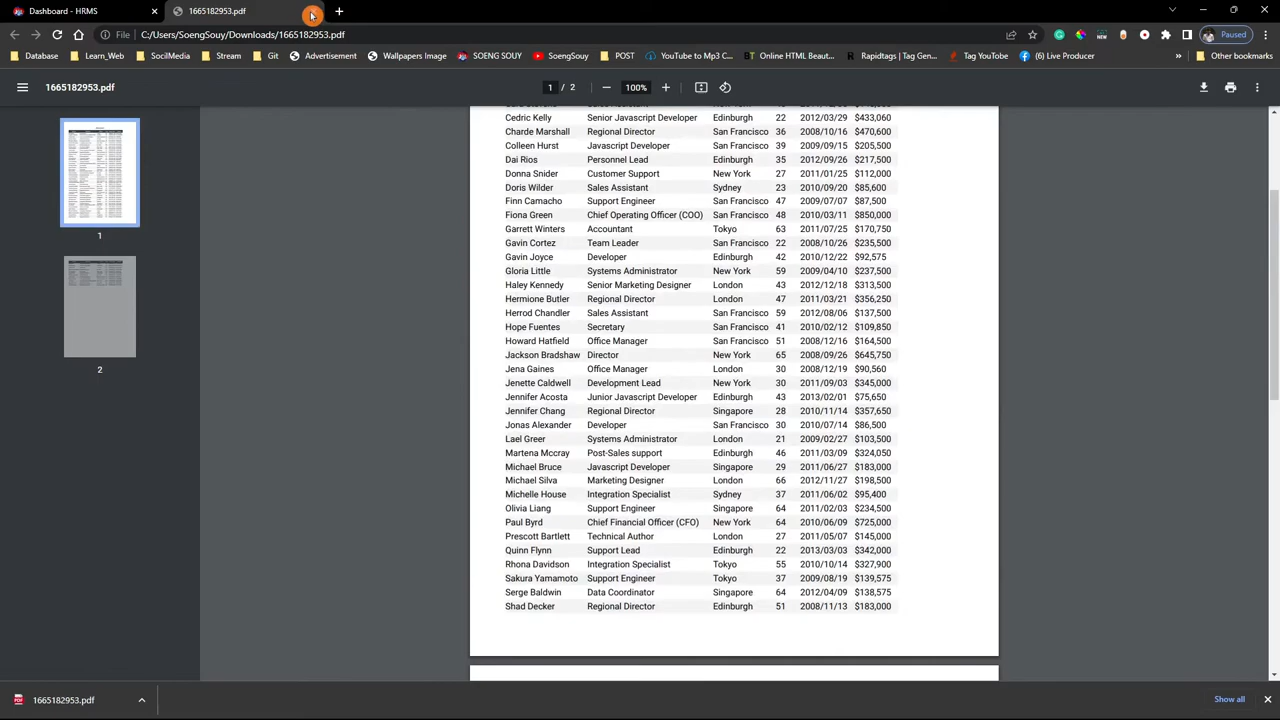 Dashboard - HRMS
1665182953.pdf
File C:/Users/SoengSouy/Downloads/1665182953.pdf
Paused
Database Learn_Web SocilMedia Stream Git Advertisement Wallpapers Image SOENG SOUY SoengSouy POST YouTube to Mp3 C... Online HTML Beaut... Rapidtags | Tag Gen... Tag YouTube (6) Live Producer » Other bookmarks
1665182953.pdf 1 / 2 100%
Cedric Kelly Senior Javascript Developer Edinburgh 22 2012/03/29 $433,060
Charde Marshall Regional Director San Francisco 36 2008/10/16 $470,600
Colleen Hurst Javascript Developer San Francisco 39 2009/09/15 $205,500
Dai Rios Personnel Lead Edinburgh 35 2012/09/26 $217,500
Donna Snider Customer Support New York 27 2011/01/25 $112,000
Doris Wilder Sales Assistant Sydney 23 2010/09/20 $85,600
Finn Camacho Support Engineer San Francisco 47 2009/07/07 $87,500
Fiona Green Chief Operating Officer (COO) San Francisco 48 2010/03/11 $850,000
Garrett Winters Accountant Tokyo 63 2011/07/25 $170,750
Gavin Cortez Team Leader San Francisco 22 2008/10/26 $235,500
Gavin Joyce Developer Edinburgh 42 2010/12/22 $92,575
Gloria Little Systems Administrator New York 59 2009/04/10 $237,500
Haley Kennedy Senior Marketing Designer London 43 2012/12/18 $313,500
Hermione Butler Regional Director London 47 2011/03/21 $356,250
Herrod Chandler Sales Assistant San Francisco 59 2012/08/06 $137,500
Hope Fuentes Secretary San Francisco 41 2010/02/12 $109,850
Howard Hatfield Office Manager San Francisco 51 2008/12/16 $164,500
Jackson Bradshaw Director New York 65 2008/09/26 $645,750
Jena Gaines Office Manager London 30 2008/12/19 $90,560
Jenette Caldwell Development Lead New York 30 2011/09/03 $345,000
Jennifer Acosta Junior Javascript Developer Edinburgh 43 2013/02/01 $75,650
Jennifer Chang Regional Director Singapore 28 2010/11/14 $357,650
Jonas Alexander Developer San Francisco 30 2010/07/14 $86,500
Lael Greer Systems Administrator London 21 2009/02/27 $103,500
Martena Mccray Post-Sales support Edinburgh 46 2011/03/09 $324,050
Michael Bruce Javascript Developer Singapore 29 2011/06/27 $183,000
Michael Silva Marketing Designer London 66 2012/11/27 $198,500
Michelle House Integration Specialist Sydney 37 2011/06/02 $95,400
Olivia Liang Support Engineer Singapore 64 2011/02/03 $234,500
Paul Byrd Chief Financial Officer (CFO) New York 64 2010/06/09 $725,000
Prescott Bartlett Technical Author London 27 2011/05/07 $145,000
Quinn Flynn Support Lead Edinburgh 22 2013/03/03 $342,000
Rhona Davidson Integration Specialist Tokyo 55 2010/10/14 $327,900
Sakura Yamamoto Support Engineer Tokyo 37 2009/08/19 $139,575
Serge Baldwin Data Coordinator Singapore 64 2012/04/09 $138,575
Shad Decker Regional Director Edinburgh 51 2008/11/13 $183,000
1
2
1665182953.pdf
Show all